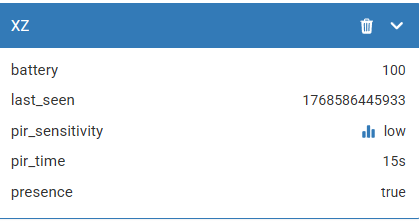 XZ
battery 100
last_seen 1768586445933
pir_sensitivity low
pir_time 15s
presence true